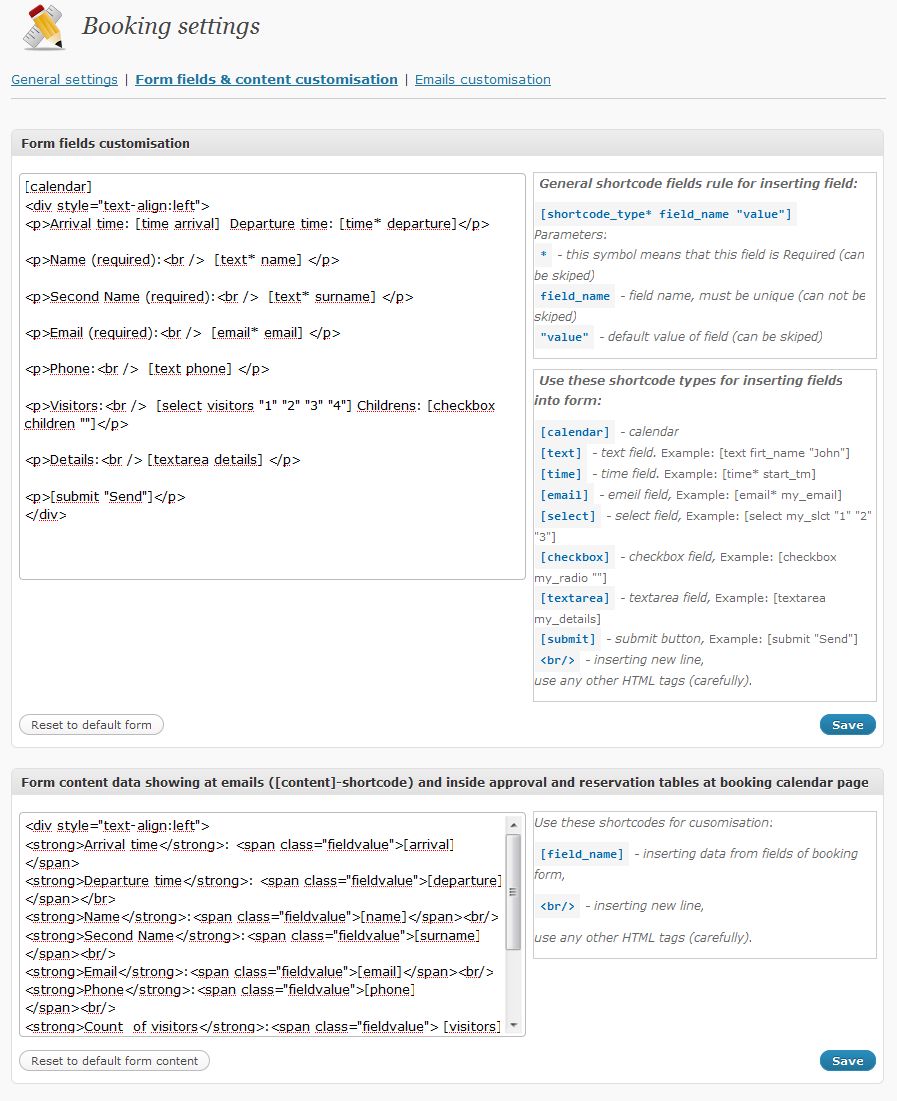 Booking settings
General settings | Form fields & content customisation | Emails customisation
Form fields customisation
[calendar]
<div style="text-align:left">
<p>Arrival time: [time arrival]  Departure time: [time* departure]</p>
<p>Name (required):<br />  [text* name] </p>
<p>Second Name (required):<br />  [text* surname] </p>
<p>Email (required):<br />  [email* email] </p>
<p>Phone:<br />  [text phone] </p>
<p>Visitors:<br />  [select visitors "1" "2" "3" "4"] Childrens: [checkbox
children ""]</p>
<p>Details:<br /> [textarea details] </p>
<p>[submit "Send"]</p>
</div>
General shortcode fields rule for inserting field:
[shortcode_type* field_name "value"]
Parameters:
* - this symbol means that this field is Required (can
be skiped)
field_name - field name, must be unique (can not be
skiped)
"value" - default value of field (can be skiped)
Use these shortcode types for inserting fields
into form:
[calendar] - calendar
[text] - text field. Example: [text firt_name "John"]
[time] - time field. Example: [time* start_tm]
[email] - emeil field, Example: [email* my_email]
[select] - select field, Example: [select my_slct "1" "2"
"3"]
[checkbox] - checkbox field, Example: [checkbox
my_radio ""]
[textarea] - textarea field, Example: [textarea
my_details]
[submit] - submit button, Example: [submit "Send"]
<br/> - inserting new line,
use any other HTML tags (carefully).
Reset to default form
Save
Form content data showing at emails ([content]-shortcode) and inside approval and reservation tables at booking calendar page
<div style="text-align:left">
<strong>Arrival time</strong>: <span class="fieldvalue">[arrival]
</span>
<strong>Departure time</strong>: <span class="fieldvalue">[departure]
</span></br>
<strong>Name</strong>:<span class="fieldvalue">[name]</span><br/>
<strong>Second Name</strong>:<span class="fieldvalue">[surname]
</span><br/>
<strong>Email</strong>:<span class="fieldvalue">[email]</span><br/>
<strong>Phone</strong>:<span class="fieldvalue">[phone]
</span><br/>
<strong>Count  of visitors</strong>:<span class="fieldvalue"> [visitors]
Use these shortcodes for cusomisation:
[field_name] - inserting data from fields of booking
form,
<br/> - inserting new line,
use any other HTML tags (carefully).
Reset to default form content
Save